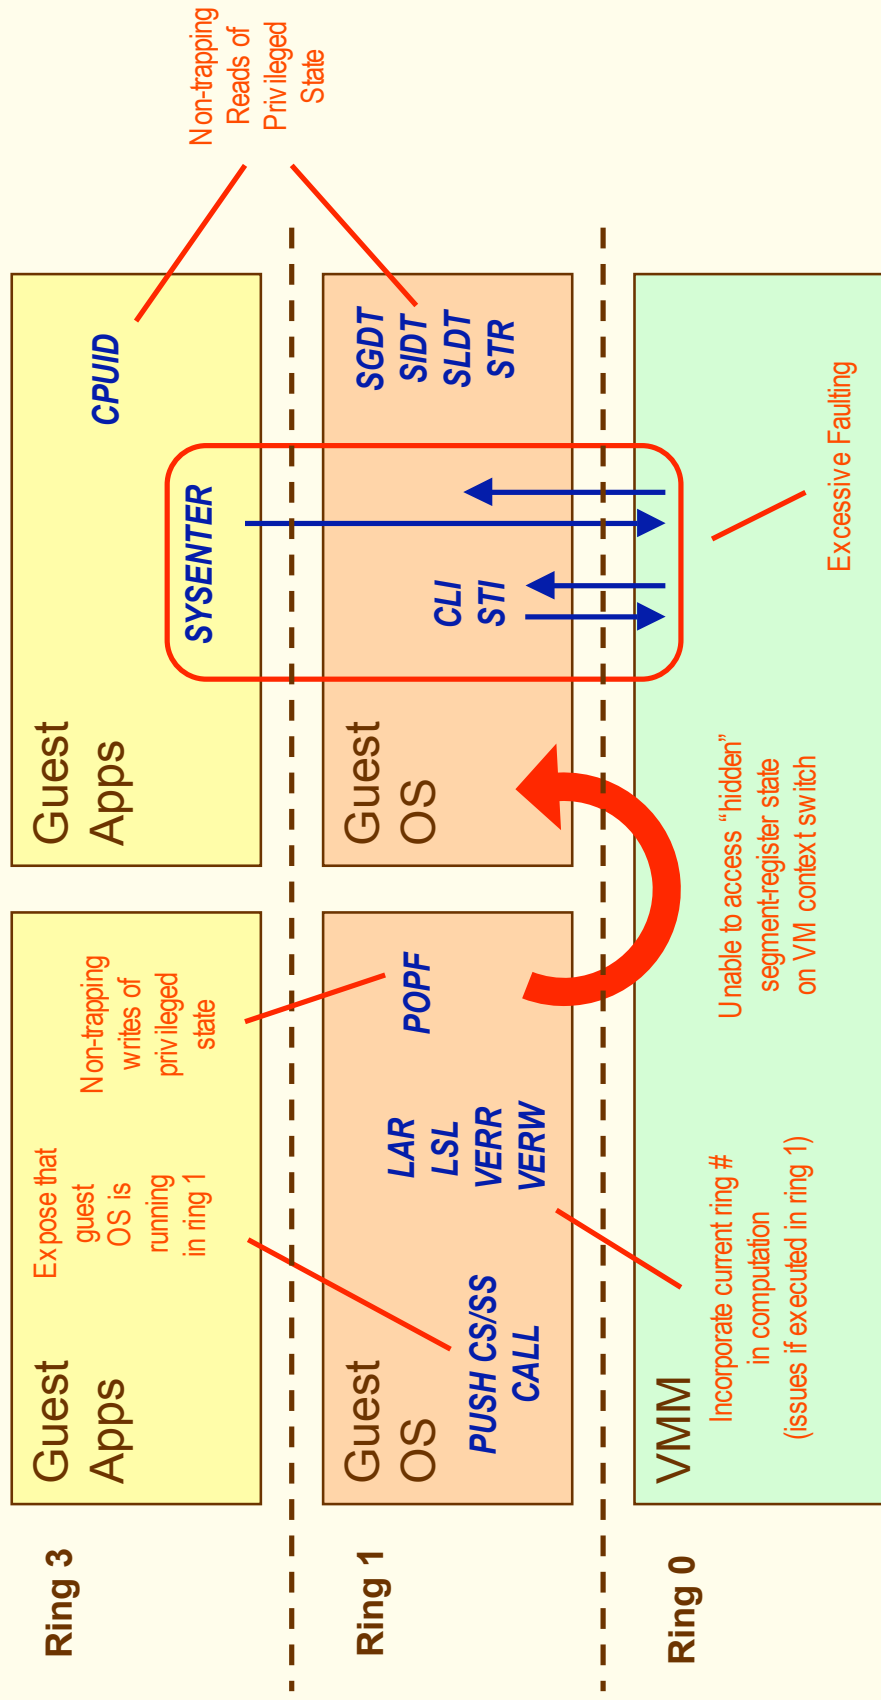 Ring 3
Guest
Apps
Expose that
guest
OS is
running
in ring 1
Non-trapping
writes of
privileged
state
Guest
Apps
SYSENTER
CPUID
Non-trapping
Reads of
Privileged
State
Ring 1
Guest
OS
PUSH CS/SS
CALL
LAR
LSL
VERR
VERW
POPF
Guest
OS
CLI
STI
SGDT
SIDT
SLDT
STR
Ring 0
VMM
Incorporate current ring #
in computation
(issues if executed in ring 1)
Unable to access “hidden”
segment-register state
on VM context switch
Excessive Faulting